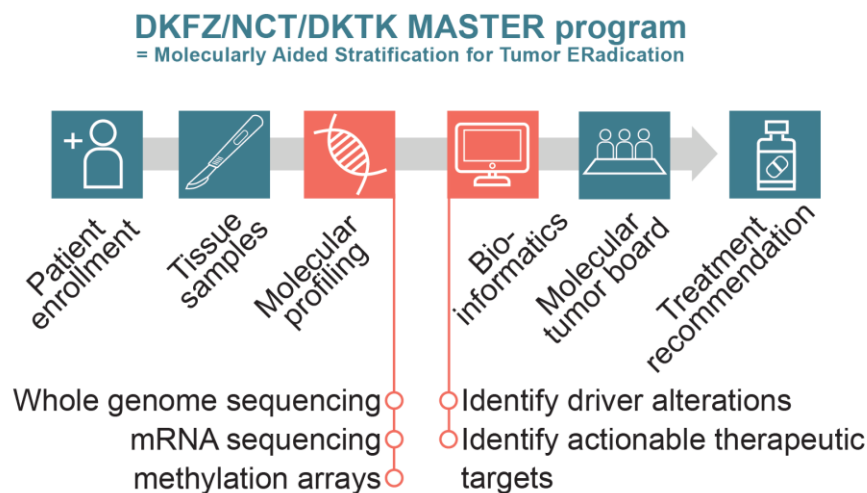 DKFZ/NCT/DKTK MASTER program
= Molecularly Aided Stratification for Tumor ERadication
Patient
enrollment
Tissue
samples
Molecular
profiling
Bio-
informatics
Molecular
tumor board
Treatment
recommendation
Whole genome sequencing
mRNA sequencing
methylation arrays
Identify driver alterations
Identify actionable therapeutic
targets